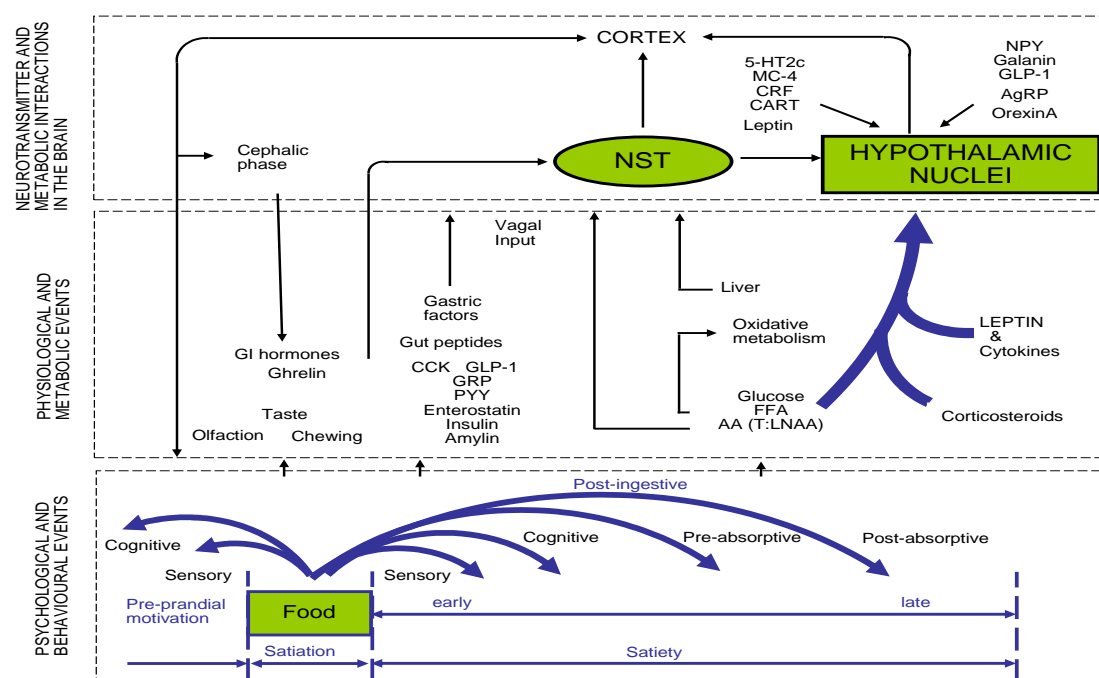 NEUROTRANSMITTER AND
METABOLIC INTERACTIONS
IN THE BRAIN
CORTEX
5-HT2c
MC-4
CRF
CART
Leptin
NPY
Galanin
GLP-1
AgRP
OrexinA
Cephalic
phase
NST
HYPOTHALAMIC
NUCLEI
PHYSIOLOGICAL AND
METABOLIC EVENTS
Vagal
Input
Gastric
factors
Liver
Oxidative
metabolism
LEPTIN
&
Cytokines
GI hormones
Ghrelin
Gut peptides
CCK GLP-1
GRP
PYY
Enterostatin
Insulin
Amylin
Taste
Olfaction Chewing
Glucose
FFA
AA (T:LNAA)
Corticosteroids
PSYCHOLOGICAL AND
BEHAVIOURAL EVENTS
Post-ingestive
Cognitive
Sensory
Sensory
Cognitive
Pre-absorptive
Post-absorptive
Pre-prandial
motivation
Food
early
late
Satiation
Satiety